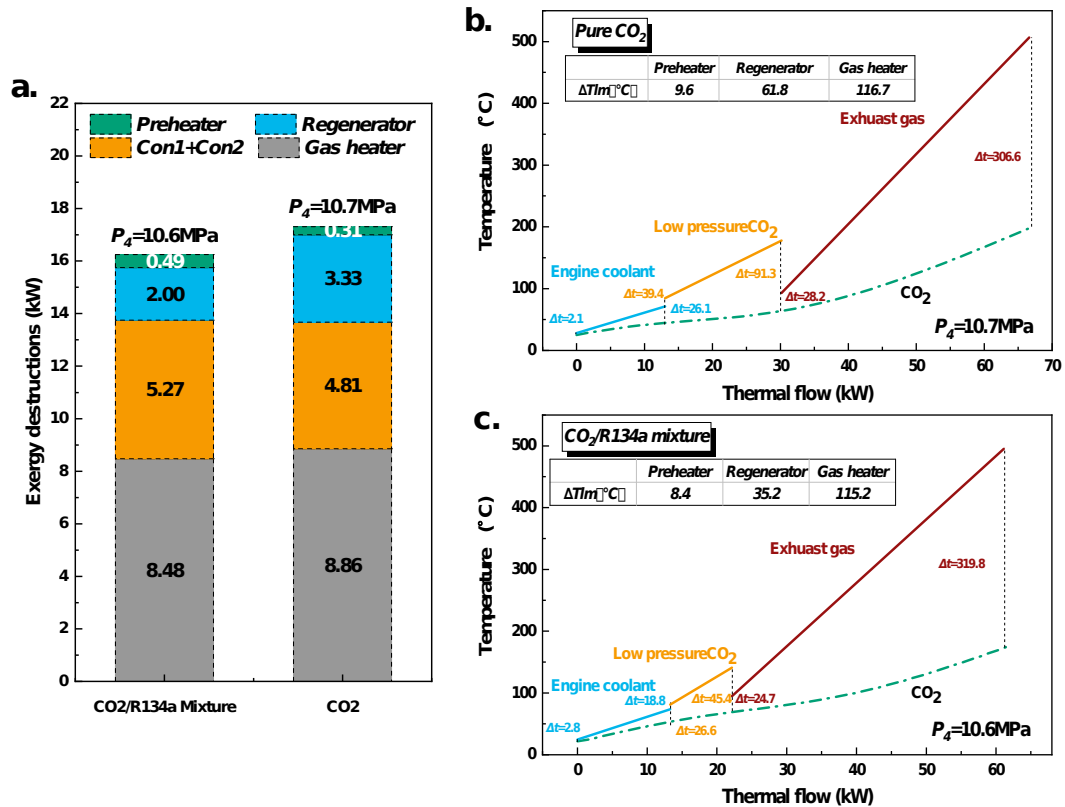 a.
Exergy destructions (kW)
22
20
18
16
14
12
10
8
6
4
2
0
Preheater
Regenerator
Con1+Con2
Gas heater
P4=10.6MPa
P4=10.7MPa
0.49
2.00
5.27
8.48
0.31
3.33
4.81
8.86
CO2/R134a Mixture
CO2
b.
Pure CO2
Preheater Regenerator Gas heater
ΔTlm▯°C▯ 9.6 61.8 116.7
Temperature (°C)
500
400
300
200
100
0
Exhuast gas
Δt=306.6
Low pressureCO2
Engine coolant
Δt=91.3
Δt=39.4
Δt=26.1
Δt=28.2
Δt=2.1
CO2
P4=10.7MPa
0 10 20 30 40 50 60 70
Thermal flow (kW)
c.
CO2/R134a mixture
Preheater Regenerator Gas heater
ΔTlm▯°C▯ 8.4 35.2 115.2
Temperature (°C)
500
400
300
200
100
0
Exhuast gas
Δt=319.8
Low pressureCO2
Engine coolant
Δt=18.8
Δt=45.4
Δt=24.7
Δt=2.8
Δt=26.6
CO2
P4=10.6MPa
0 10 20 30 40 50 60
Thermal flow (kW)